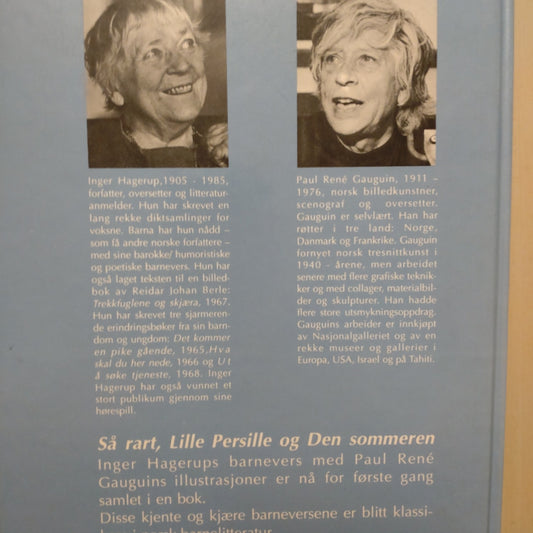 Inger Hagerup,1905 - 1985,
forfatter, oversetter og litteratur-
anmelder. Hun har skrevet en
lang rekke diktsamlinger for
voksne. Barna har hun nådd –
som få andre norske forfattere –
med sine barokke/ humoristiske
og poetiske barnevers. Hun har
også laget teksten til en billed-
bok av Reidar Johan Berle:
Trekkfuglene og skjæra, 1967.
Hun har skrevet tre sjarmeren-
de erindringsbøker fra sin barn-
dom og ungdom: Det kommer
en pike gående, 1965,Hva
skal du her nede, 1966 og Ut
å søke tjeneste, 1968. Inger
Hagerup har også vunnet et
stort publikum gjennom sine
hørespill.
Paul René Gauguin, 1911 –
1976, norsk billedkunstner,
scenograf og oversetter.
Gauguin er selvlært. Han har
røtter i tre land: Norge,
Danmark og Frankrike. Gauguin
fornyet norsk tresnittkunst i
1940 - årene, men arbeidet
senere med flere grafiske teknik-
ker og med collager, materialbil-
der og skulpturer. Han hadde
flere store utsmykningsoppdrag.
Gauguins arbeider er innkjøpt
av Nasjonalgalleriet og av en
rekke museer og gallerier i
Europa, USA, Israel og på Tahiti.
Så rart, Lille Persille og Den sommeren
Inger Hagerups barnevers med Paul René
Gauguins illustrasjoner er nå for første gang
samlet i en bok.
Disse kjente og kjære barneversene er blitt klassi-